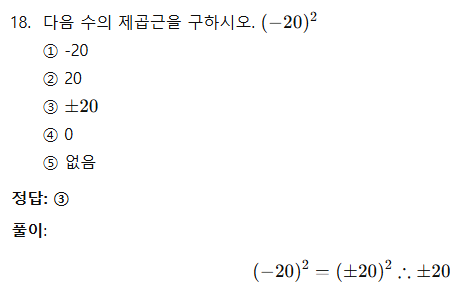 18. 다음 수의 제곱근을 구하시오. (−20)²
① -20
② 20
③ ±20
④ 0
⑤ 없음
정답: ③
풀이:
(−20)² = (±20)² ∴ ±20